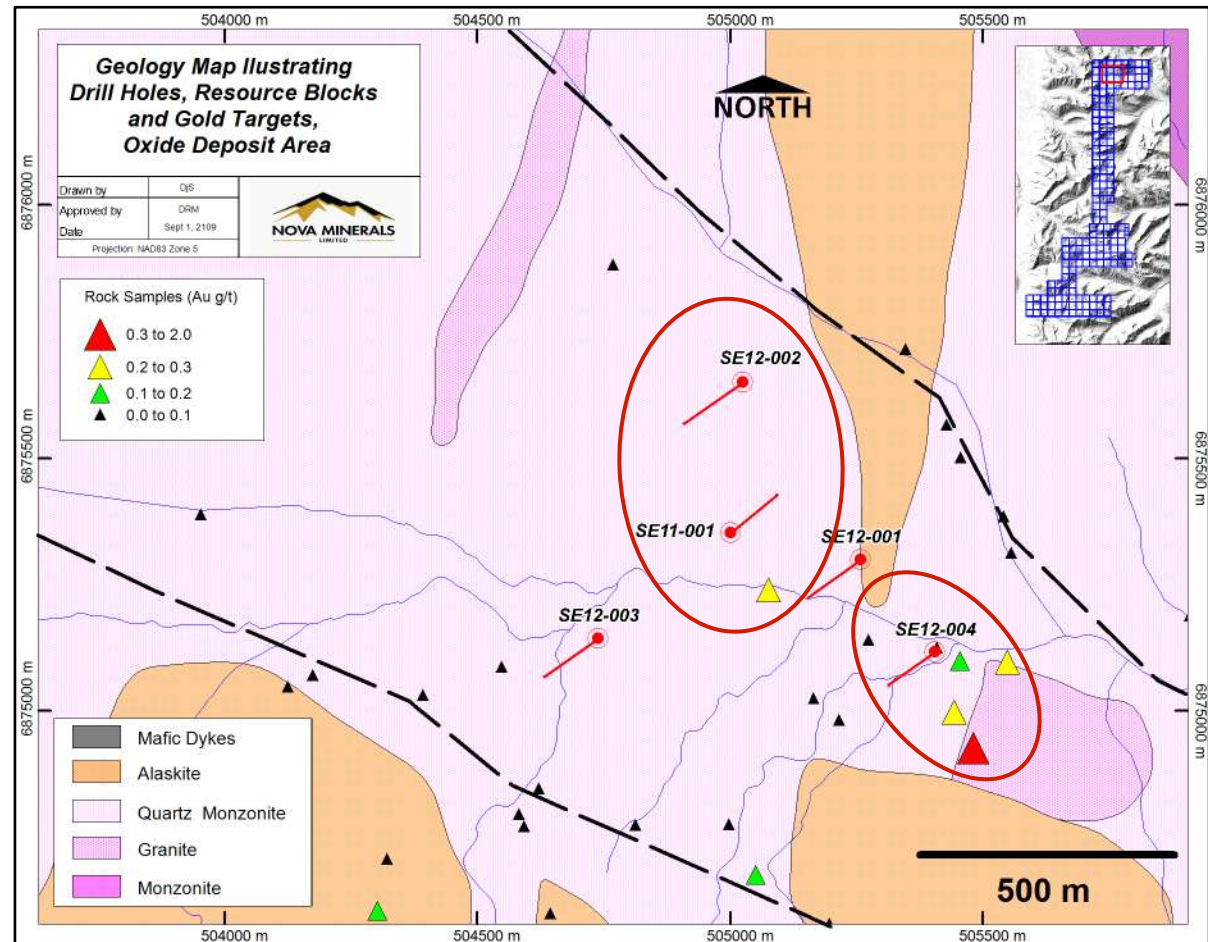 504000 m
504500 m
505000 m
505500 m
Geology Map Ilustrating
Drill Holes, Resource Blocks
and Gold Targets,
Oxide Deposit Area
Drawn by DjS
Approved by DRM
Date Sept 1, 2109
Projection: NAD83 Zone 5
NOVA MINERALS
LIMITED
NORTH
6876000 m
6876000 m
Rock Samples (Au g/t)
0.3 to 2.0
0.2 to 0.3
0.1 to 0.2
0.0 to 0.1
SE12-002
6875500 m
6875500 m
SE11-001
SE12-001
SE12-003
SE12-004
6875000 m
6875000 m
Mafic Dykes
Alaskite
Quartz Monzonite
Granite
Monzonite
500 m
504000 m
504500 m
505000 m
505500 m